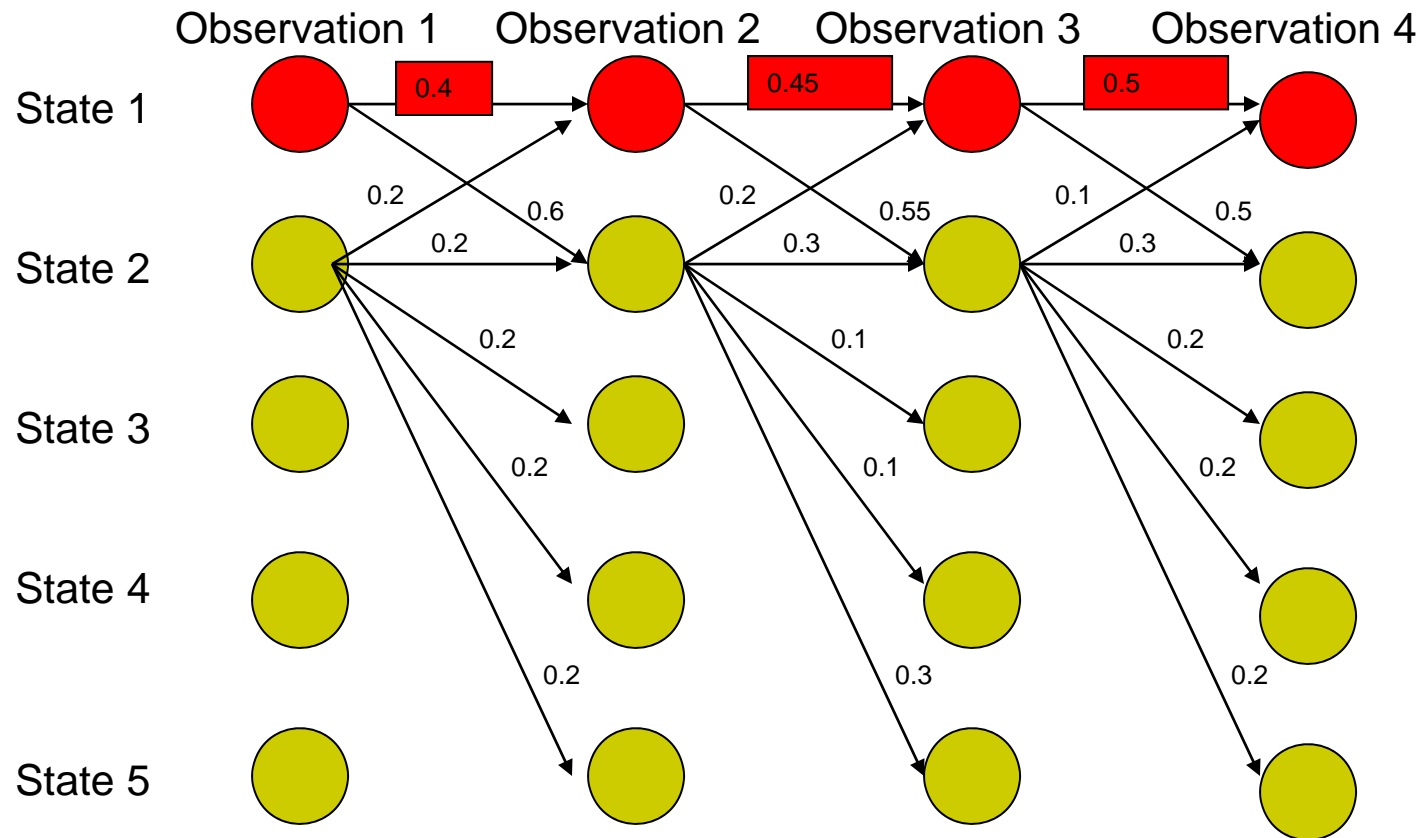 Observation 1 Observation 2 Observation 3 Observation 4
State 1 0.4 0.45 0.5
0.2 0.6 0.2 0.55 0.1 0.5
State 2 0.2 0.3 0.3
0.2 0.1 0.2
State 3
0.2 0.1 0.2
State 4
0.2 0.3 0.2
State 5